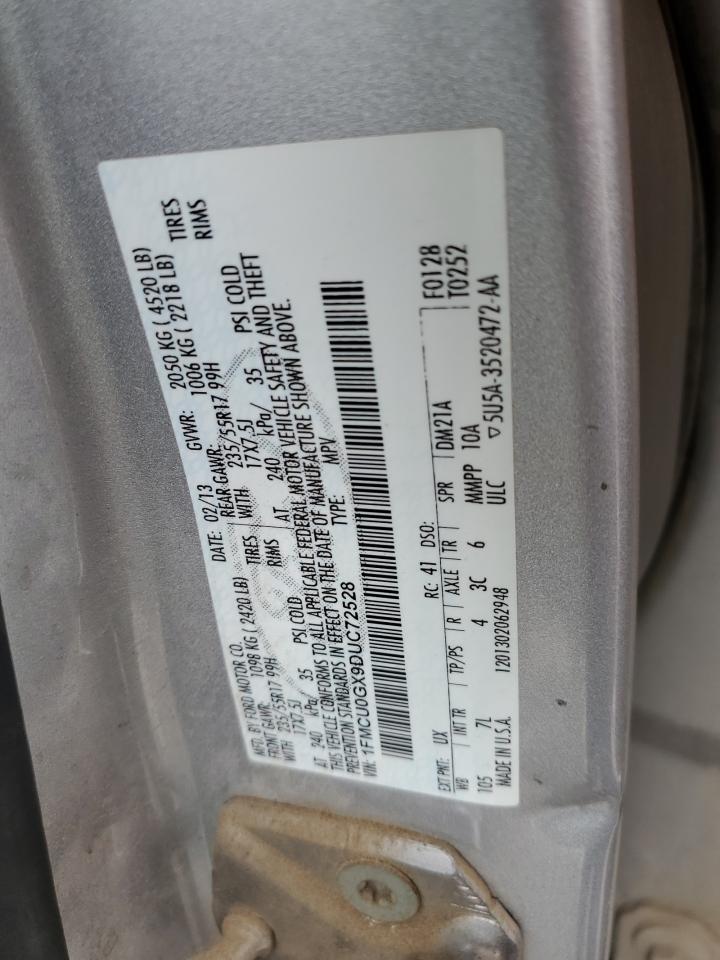 MFD. BY FORD MOTOR CO.
DATE: 02/13 GVWR: 2050 KG ( 4520 LB)
FRONT GAWR: 1098 KG ( 2420 LB) REAR GAWR: 1006 KG ( 2218 LB)
WITH 235/55R17 99H TIRES WITH 235/55R17 99H TIRES
17X7.5J RIMS 17X7.5J RIMS
AT 240 kPa/ 35 PSI COLD AT 240 kPa/ 35 PSI COLD
THIS VEHICLE CONFORMS TO ALL APPLICABLE FEDERAL MOTOR VEHICLE SAFETY AND THEFT
PREVENTION STANDARDS IN EFFECT ON THE DATE OF MANUFACTURE SHOWN ABOVE.
VIN: 1FMCU0GX9DUC72528 TYPE: MPV
F0128
T0252
EXT PNT: UX RC: 41 DSO:
WB INT TR TP/PS R AXLE TR SPR DM21A
105 7L 4 3C 6 MMPP 10A
MADE IN U.S.A. 1201302062948 ULC ▽5U5A-3520472-AA